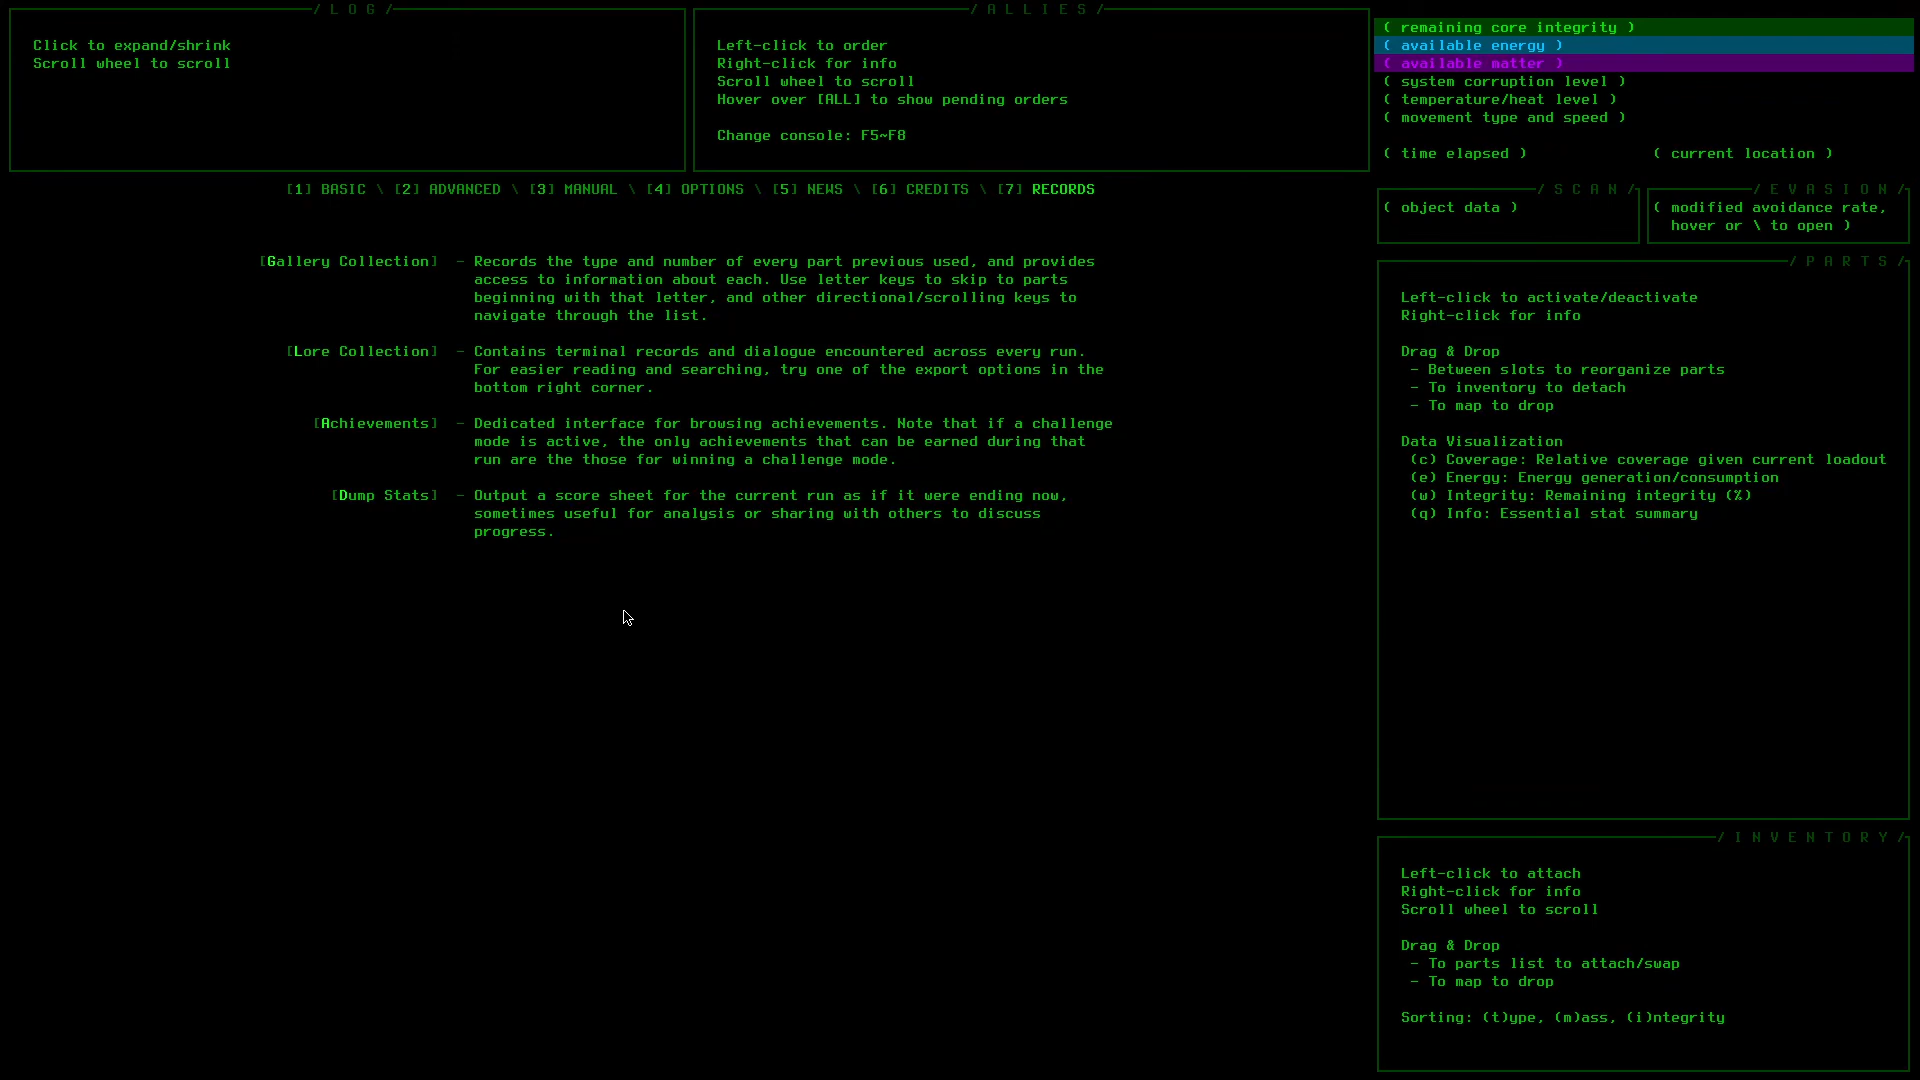 / L O G /
Click to expand/shrink
Scroll wheel to scroll
/ A L L I E S /
Left-click to order
Right-click for info
Scroll wheel to scroll
Hover over [ALL] to show pending orders
Change console: F5~F8
( remaining core integrity )
( available energy )
( available matter )
( system corruption level )
( temperature/heat level )
( movement type and speed )
( time elapsed )
( current location )
[1] BASIC \ [2] ADVANCED \ [3] MANUAL \ [4] OPTIONS \ [5] NEWS \ [6] CREDITS \ [7] RECORDS
/ S C A N /
( object data )
/ E V A S I O N /
( modified avoidance rate,
hover or \ to open )
[Gallery Collection] - Records the type and number of every part previous used, and provides
access to information about each. Use letter keys to skip to parts
beginning with that letter, and other directional/scrolling keys to
navigate through the list.
[Lore Collection] - Contains terminal records and dialogue encountered across every run.
For easier reading and searching, try one of the export options in the
bottom right corner.
[Achievements] - Dedicated interface for browsing achievements. Note that if a challenge
mode is active, the only achievements that can be earned during that
run are the those for winning a challenge mode.
[Dump Stats] - Output a score sheet for the current run as if it were ending now,
sometimes useful for analysis or sharing with others to discuss
progress.
/ P A R T S /
Left-click to activate/deactivate
Right-click for info
Drag & Drop
- Between slots to reorganize parts
- To inventory to detach
- To map to drop
Data Visualization
(c) Coverage: Relative coverage given current loadout
(e) Energy: Energy generation/consumption
(w) Integrity: Remaining integrity (%)
(q) Info: Essential stat summary
/ I N V E N T O R Y /
Left-click to attach
Right-click for info
Scroll wheel to scroll
Drag & Drop
- To parts list to attach/swap
- To map to drop
Sorting: (t)ype, (m)ass, (i)ntegrity